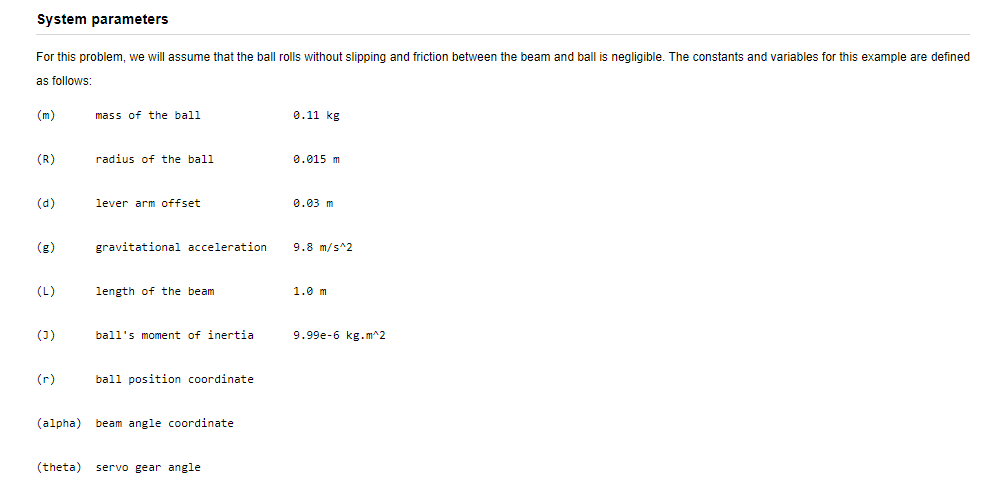 System parameters
For this problem, we will assume that the ball rolls without slipping and friction between the beam and ball is negligible. The constants and variables for this example are defined
as follows:
(m) mass of the ball 0.11 kg
(R) radius of the ball 0.015 m
(d) lever arm offset 0.03 m
(g) gravitational acceleration 9.8 m/s^2
(L) length of the beam 1.0 m
(J) ball's moment of inertia 9.99e-6 kg.m^2
(r) ball position coordinate
(alpha) beam angle coordinate
(theta) servo gear angle